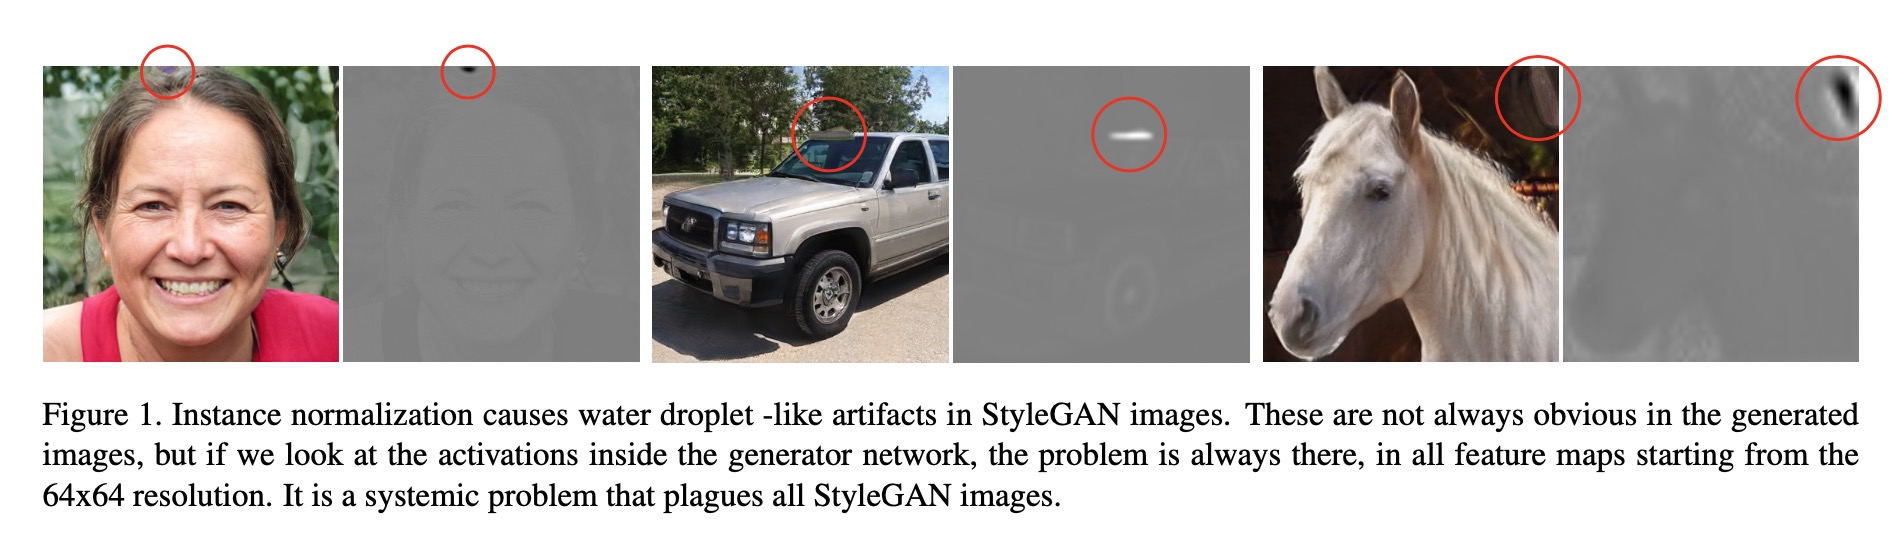 Figure 1. Instance normalization causes water droplet -like artifacts in StyleGAN images. These are not always obvious in the generated
images, but if we look at the activations inside the generator network, the problem is always there, in all feature maps starting from the
64x64 resolution. It is a systemic problem that plagues all StyleGAN images.